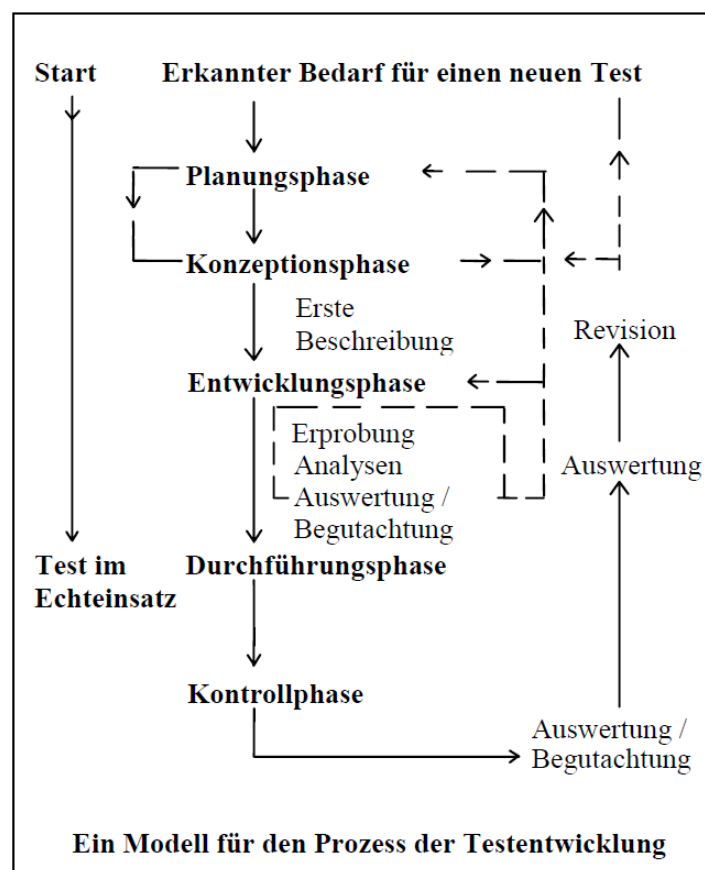 Start
Erkannter Bedarf für einen neuen Test
Planungsphase
Konzeptionsphase
Erste
Beschreibung
Revision
Entwicklungsphase
Erprobung
Analysen
Auswertung /
Begutachtung
Auswertung
Test im
Echteinsatz
Durchführungsphase
Kontrollphase
Auswertung /
Begutachtung
Ein Modell für den Prozess der Testentwicklung